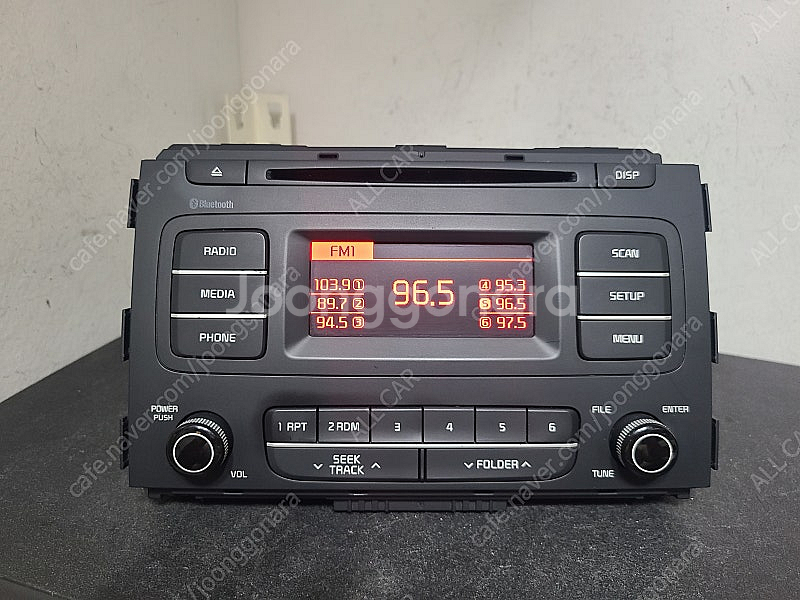 DISP
Bluetooth
RADIO
MEDIA
PHONE
FM1
103.9 1
89.7 2
94.5 3
96.5
4 95.3
5 96.5
6 97.5
SCAN
SETUP
MENU
POWER
PUSH
VOL
1 RPT
2 RDM
3
4
5
6
SEEK
TRACK
FOLDER
FILE
ENTER
TUNE
Joonggonara
ALL CAR
cafe.naver.com/joonggonara